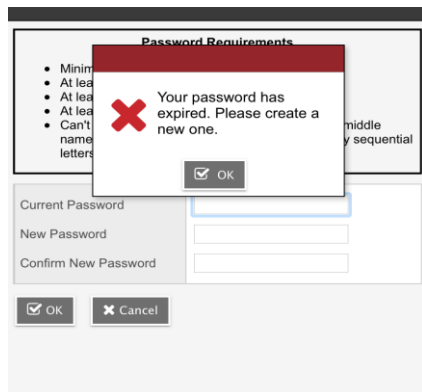 Password Requirements
• Minim
• At lea
• At lea
• At lea
• Can't middle
name y sequential
letters
Your password has
expired. Please create a
new one.
OK
Current Password
New Password
Confirm New Password
OK Cancel